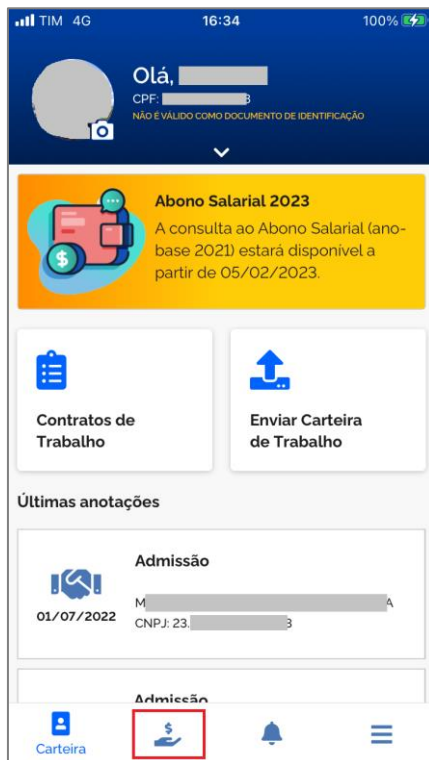 TIM 4G 16:34 100%
Olá,
CPF: 3
NÃO É VÁLIDO COMO DOCUMENTO DE IDENTIFICAÇÃO
Abono Salarial 2023
A consulta ao Abono Salarial (ano-
base 2021) estará disponível a
partir de 05/02/2023.
Contratos de
Trabalho
Enviar Carteira
de Trabalho
Últimas anotações
Admissão
01/07/2022
M A
CNPJ: 23. 3
Admissão
Carteira